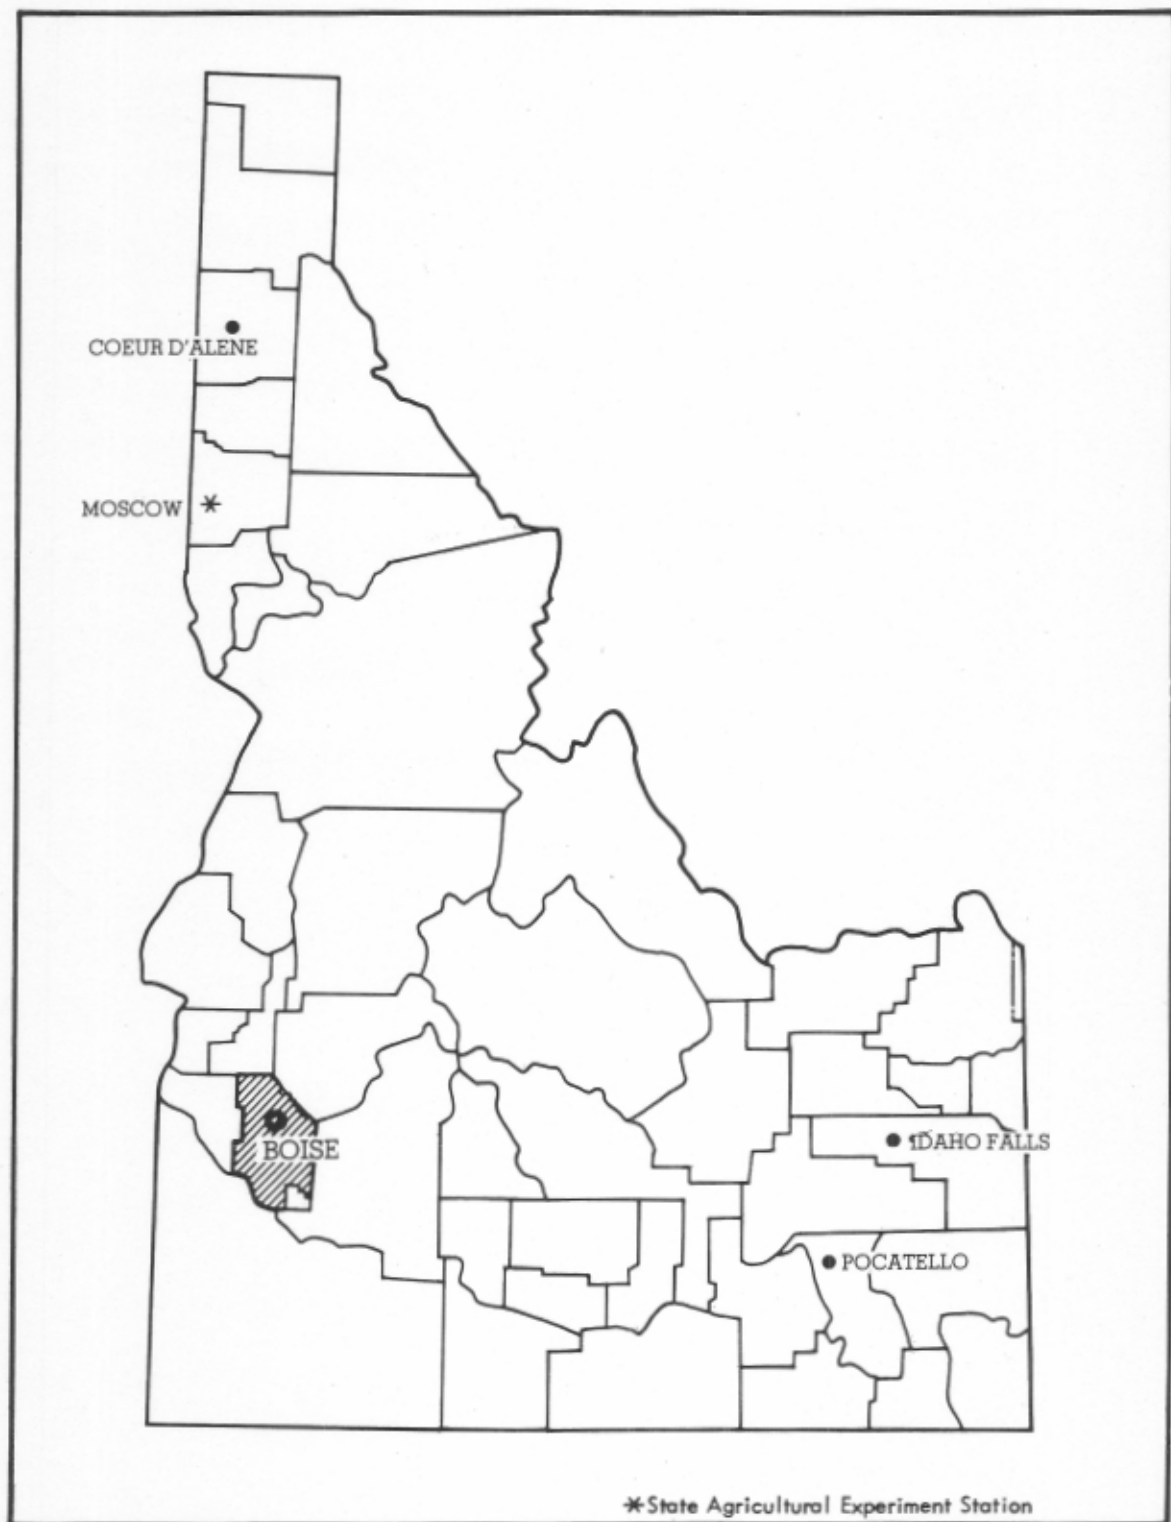 COEUR D'ALENE
MOSCOW
BOISE
IDAHO FALLS
POCATELLO
*State Agricultural Experiment Station